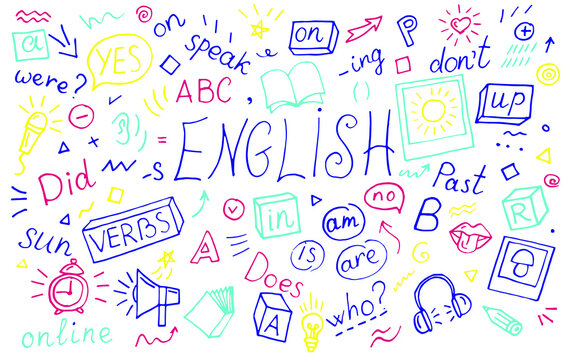 a
YES
on
speak
on
P
don't
were?
ABC,
-ing
up
=
ENGLISH
Did
-s
Past
VERBS
in
am
no
B
R
sun
A
is
are
Does
A
who?
online